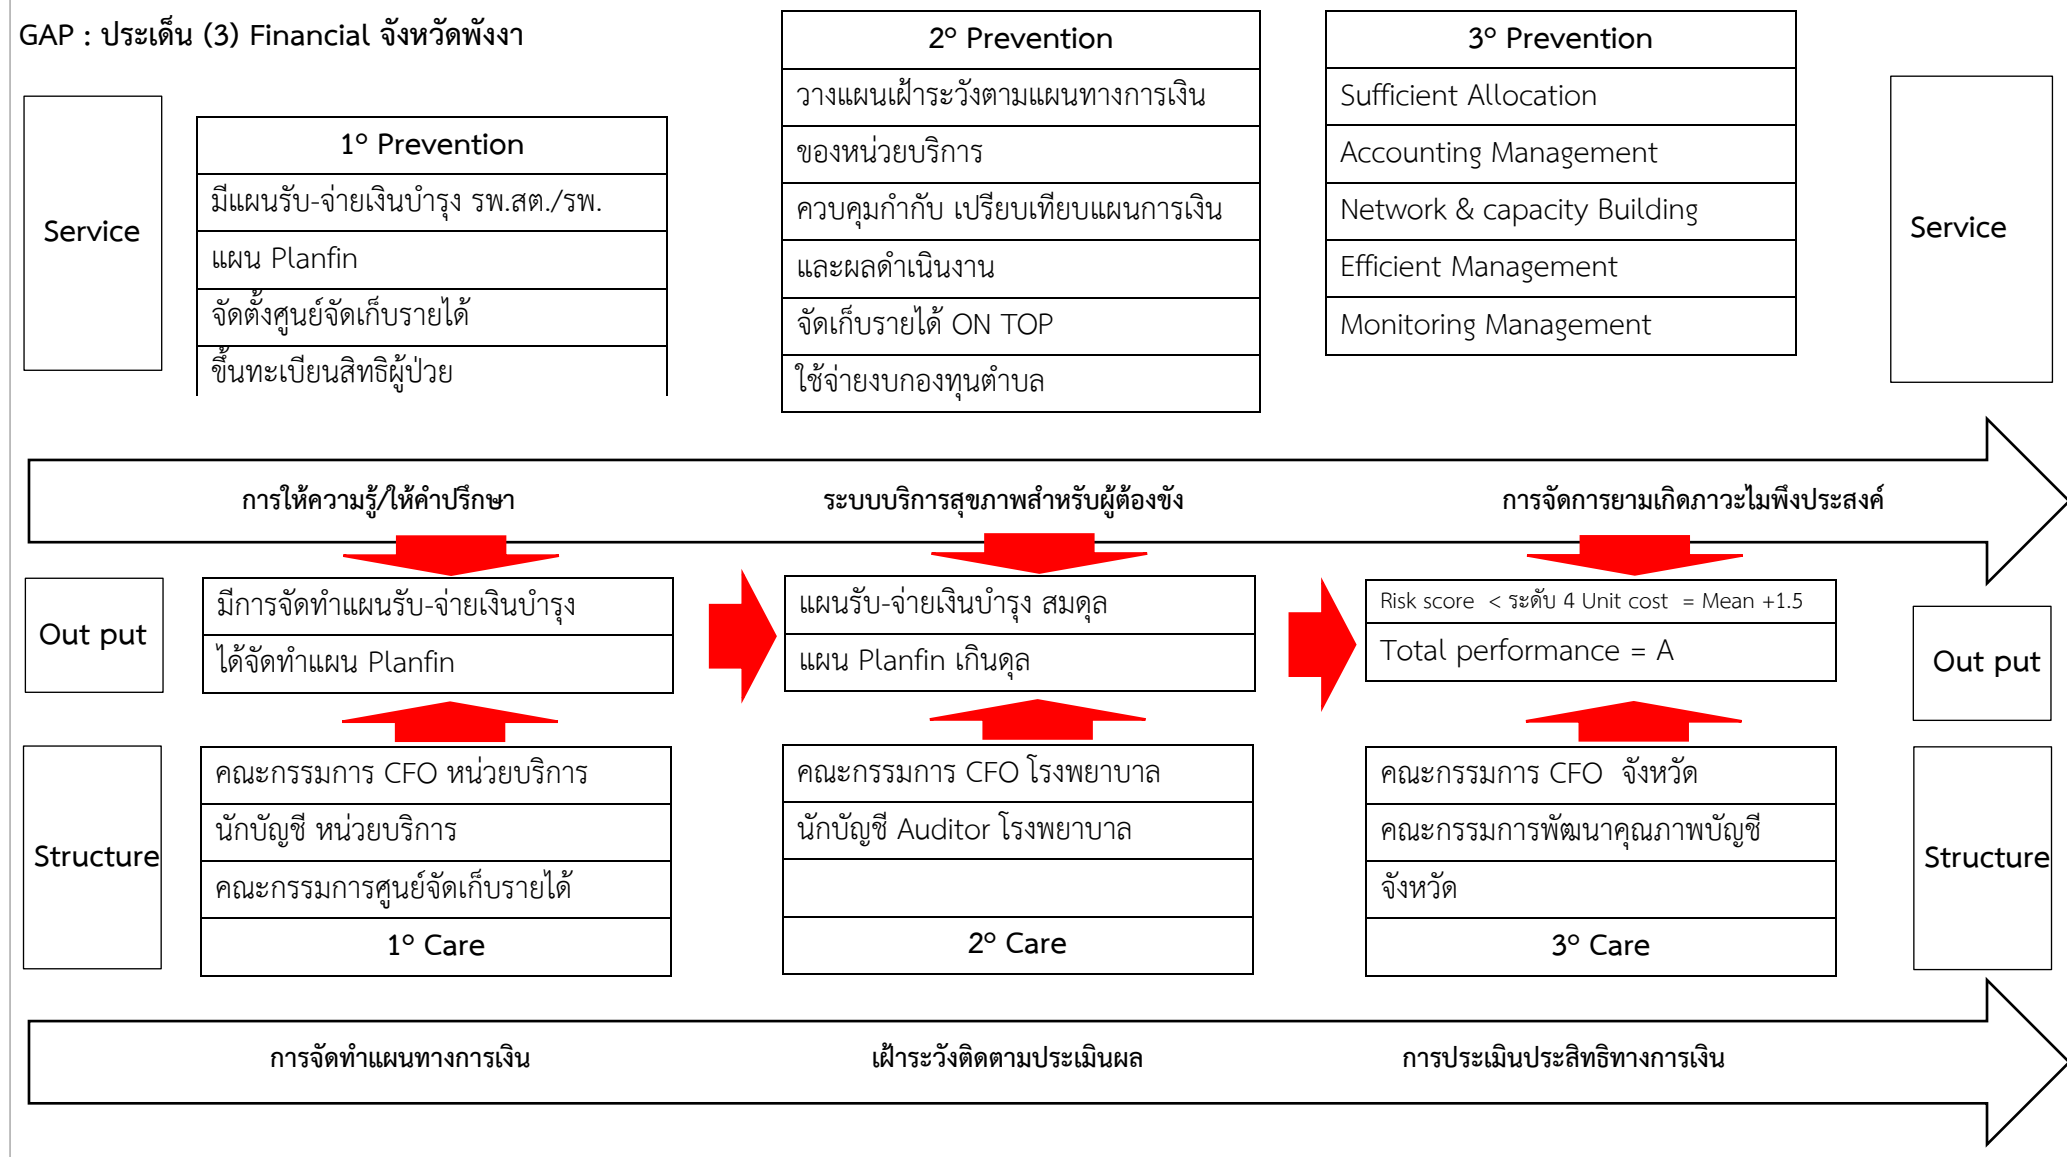 GAP : ประเด็น (3) Financial จังหวัดพังงา
Service
1° Prevention
มีแผนรับ-จ่ายเงินบำรุง รพ.สต./รพ.
แผน Planfin
จัดตั้งศูนย์จัดเก็บรายได้
ขึ้นทะเบียนสิทธิผู้ป่วย
2° Prevention
วางแผนเฝ้าระวังตามแผนทางการเงิน
ของหน่วยบริการ
ควบคุมกำกับ เปรียบเทียบแผนการเงิน
และผลดำเนินงาน
จัดเก็บรายได้ ON TOP
ใช้จ่ายงบกองทุนตำบล
3° Prevention
Sufficient Allocation
Accounting Management
Network & capacity Building
Efficient Management
Monitoring Management
Service
การให้ความรู้/ให้คำปรึกษา
ระบบบริการสุขภาพสำหรับผู้ต้องขัง
การจัดการยามเกิดภาวะไมพึงประสงค์
Out put
มีการจัดทำแผนรับ-จ่ายเงินบำรุง
ได้จัดทำแผน Planfin
แผนรับ-จ่ายเงินบำรุง สมดุล
แผน Planfin เกินดุล
Risk score < ระดับ 4 Unit cost = Mean +1.5
Total performance = A
Out put
Structure
คณะกรรมการ CFO หน่วยบริการ
นักบัญชี หน่วยบริการ
คณะกรรมการศูนย์จัดเก็บรายได้
1° Care
คณะกรรมการ CFO โรงพยาบาล
นักบัญชี Auditor โรงพยาบาล
2° Care
คณะกรรมการ CFO จังหวัด
คณะกรรมการพัฒนาคุณภาพบัญชี
จังหวัด
3° Care
Structure
การจัดทำแผนทางการเงิน
เฝ้าระวังติดตามประเมินผล
การประเมินประสิทธิทางการเงิน